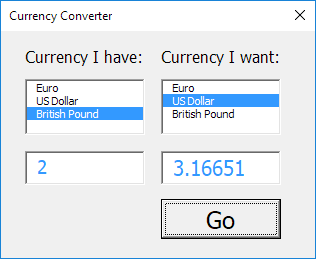 Currency Converter
Currency I have: Currency I want:
Euro Euro
US Dollar US Dollar
British Pound British Pound
2 3.16651
Go